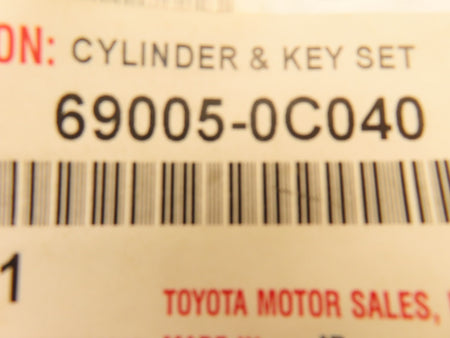 ON: CYLINDER & KEY SET
69005-0C040
1
TOYOTA MOTOR SALES,